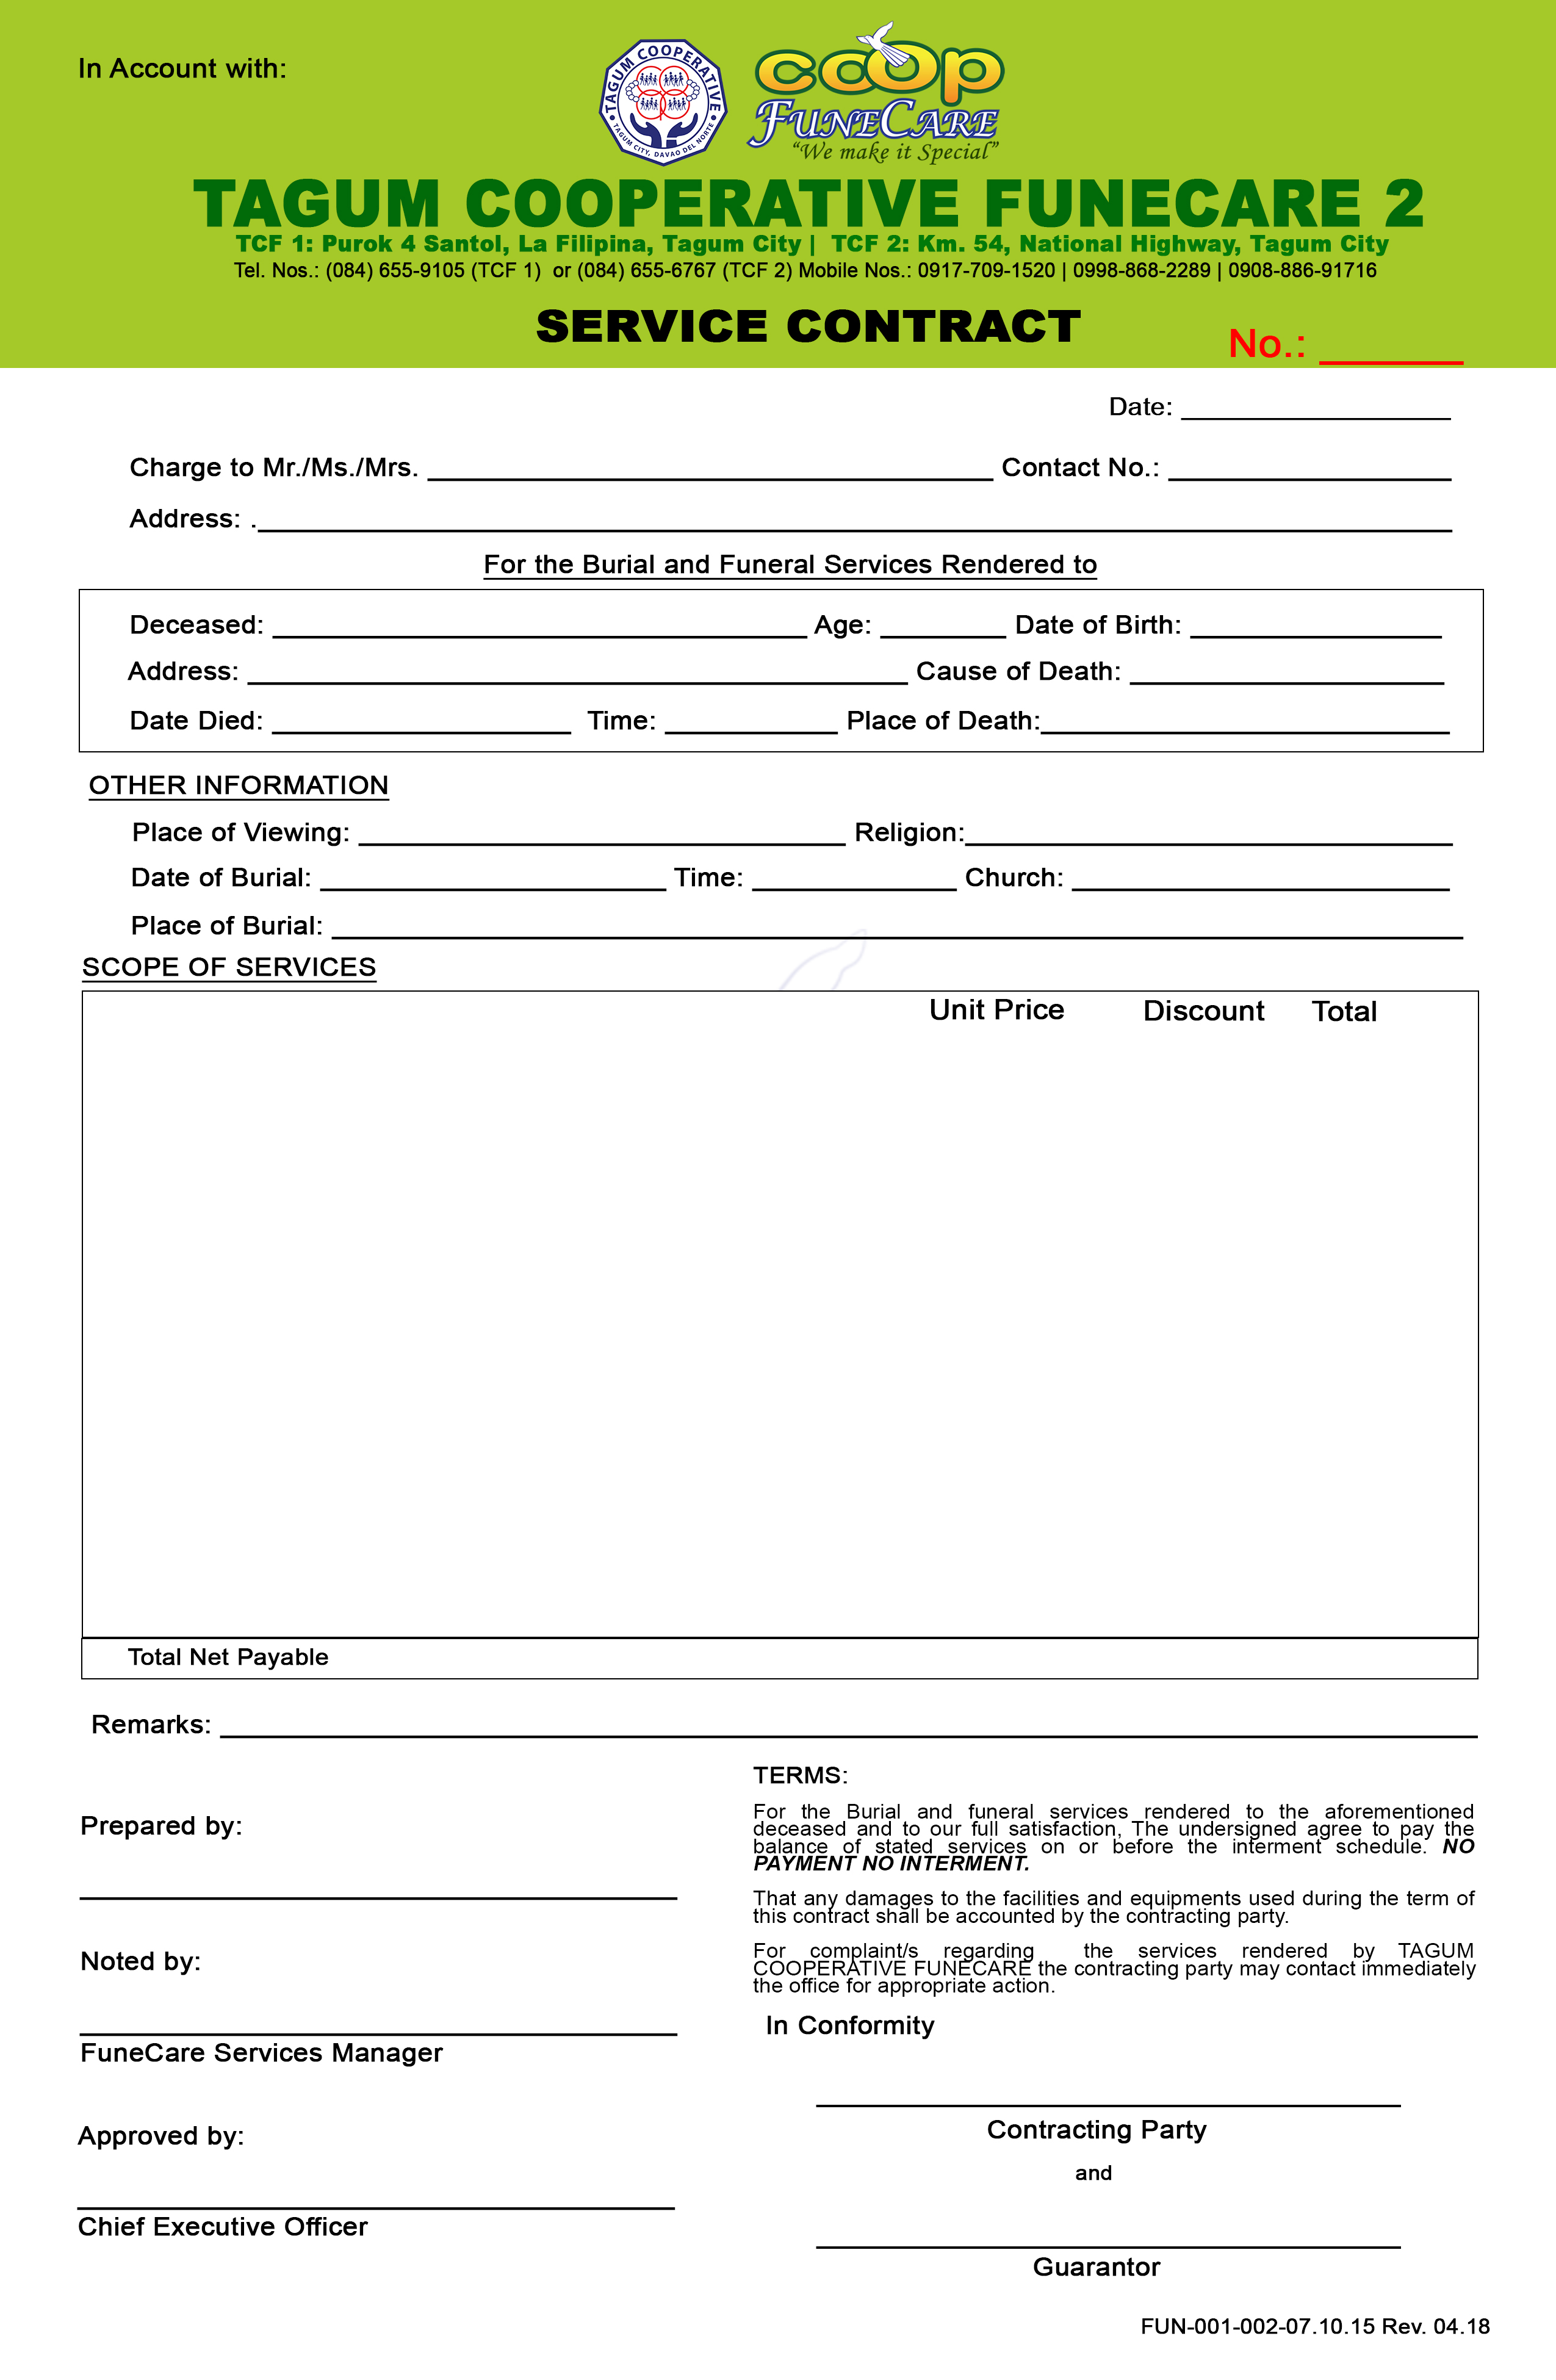 In Account with:
TAGUM COOPERATIVE
TAGUM CITY, DAVAO DEL NORTE
coop
FUNECARE
“We make it Special”
TAGUM COOPERATIVE FUNECARE 2
TCF 1: Purok 4 Santol, La Filipina, Tagum City | TCF 2: Km. 54, National Highway, Tagum City
Tel. Nos.: (084) 655-9105 (TCF 1) or (084) 655-6767 (TCF 2) Mobile Nos.: 0917-709-1520 | 0998-868-2289 | 0908-886-91716
SERVICE CONTRACT
No.: ______
Date: ______
Charge to Mr./Ms./Mrs. ______ Contact No.: ______
Address: .______
For the Burial and Funeral Services Rendered to
Deceased: ______ Age: ______ Date of Birth: ______
Address: ______ Cause of Death: ______
Date Died: ______ Time: ______ Place of Death:______
OTHER INFORMATION
Place of Viewing: ______ Religion:______
Date of Burial: ______ Time: ______ Church: ______
Place of Burial: ______
SCOPE OF SERVICES
Unit Price Discount Total
Total Net Payable
Remarks: ______
TERMS:
For the Burial and funeral services rendered to the aforementioned
deceased and to our full satisfaction, The undersigned agree to pay the
balance of stated services on or before the interment schedule. NO
PAYMENT NO INTERMENT.
That any damages to the facilities and equipments used during the term of
this contract shall be accounted by the contracting party.
For complaint/s regarding the services rendered by TAGUM
COOPERATIVE FUNECARE the contracting party may contact immediately
the office for appropriate action.
Prepared by:
Noted by:
FuneCare Services Manager
Approved by:
Chief Executive Officer
In Conformity
Contracting Party
and
Guarantor
FUN-001-002-07.10.15 Rev. 04.18